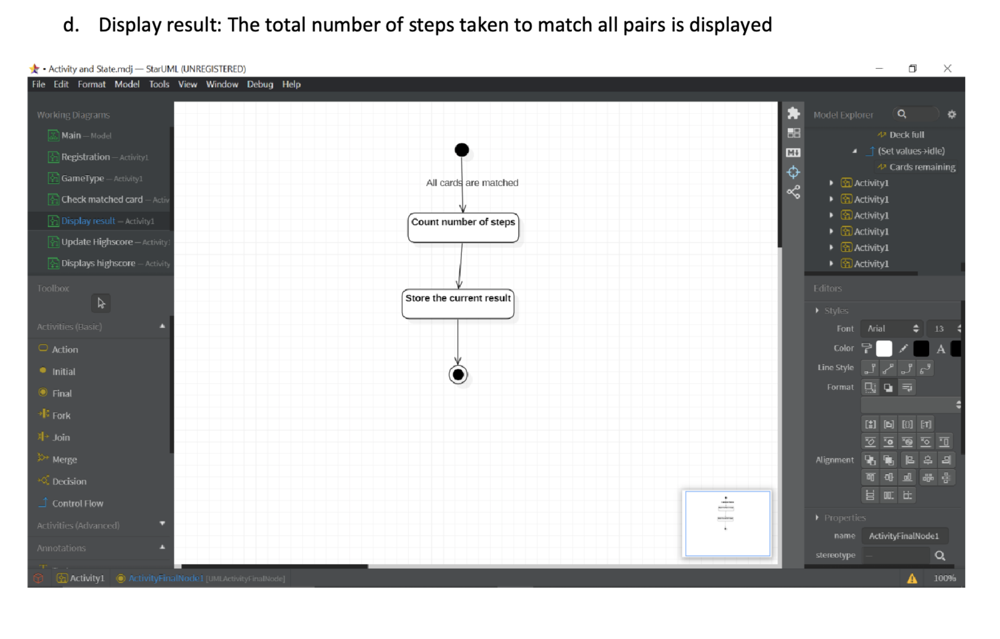 d. Display result: The total number of steps taken to match all pairs is displayed
• Activity and State.mdj — StarUML (UNREGISTERED)
File Edit Format Model Tools View Window Debug Help
Working Diagrams
Main — Model
Registration — Activity1
GameType — Activity1
Check matched card — Activ
Display result — Activity1
Update Highscore — Activity
Displays highscore — Activity
Toolbox
Activities (Basic)
Action
Initial
Final
Fork
Join
Merge
Decision
Control Flow
Activities (Advanced)
Annotations
All cards are matched
Count number of steps
Store the current result
Model Explorer
Deck full
(Set values→idle)
Cards remaining
Activity1
Activity1
Activity1
Activity1
Activity1
Activity1
Editors
Styles
Font Arial 13
Color A
Line Style
Format
Alignment
Properties
name ActivityFinalNode1
stereotype —
Activity1 ActivityFinalNode1 [UMLActivityFinalNode]
100%